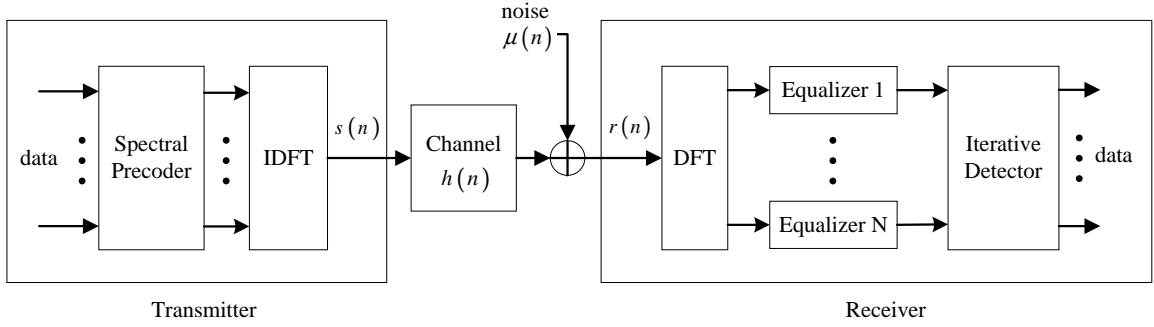 data
Spectral
Precoder
IDFT
s(n)
Channel
h(n)
noise
μ(n)
r(n)
DFT
Equalizer 1
Equalizer N
Iterative
Detector
data
Transmitter
Receiver